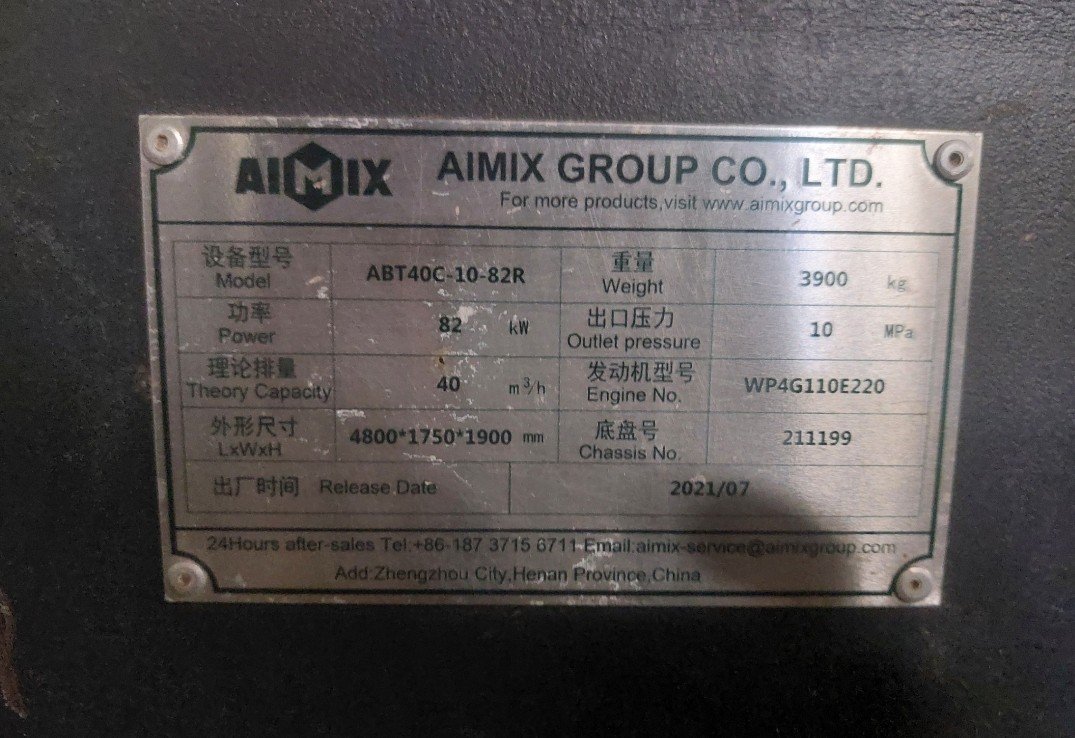 AIMIX AIMIX GROUP CO., LTD.
For more products,visit www.aimixgroup.com
设备型号 ABT40C-10-82R 重量 3900 kg
Model Weight
功率 82 kW 出口压力 10 MPa
Power Outlet pressure
理论排量 40 m³/h 发动机型号 WP4G110E220
Theory Capacity Engine No.
外形尺寸 4800*1750*1900 mm 底盘号 211199
LxWxH Chassis No.
出厂时间 Release Date 2021/07
24Hours after-sales Tel:+86-187 3715 6711 Email:aimix-service@aimixgroup.com
Add:Zhengzhou City,Henan Province,China